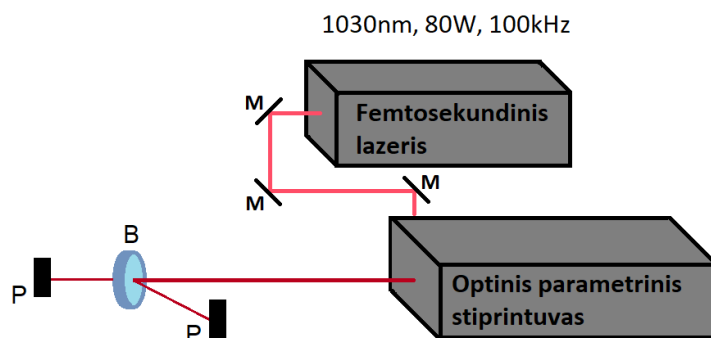 1030nm, 80W, 100kHz
M
Femtosekundinis
lazeris
M
M
B
P
P
Optinis parametrinis
stiprintuvas